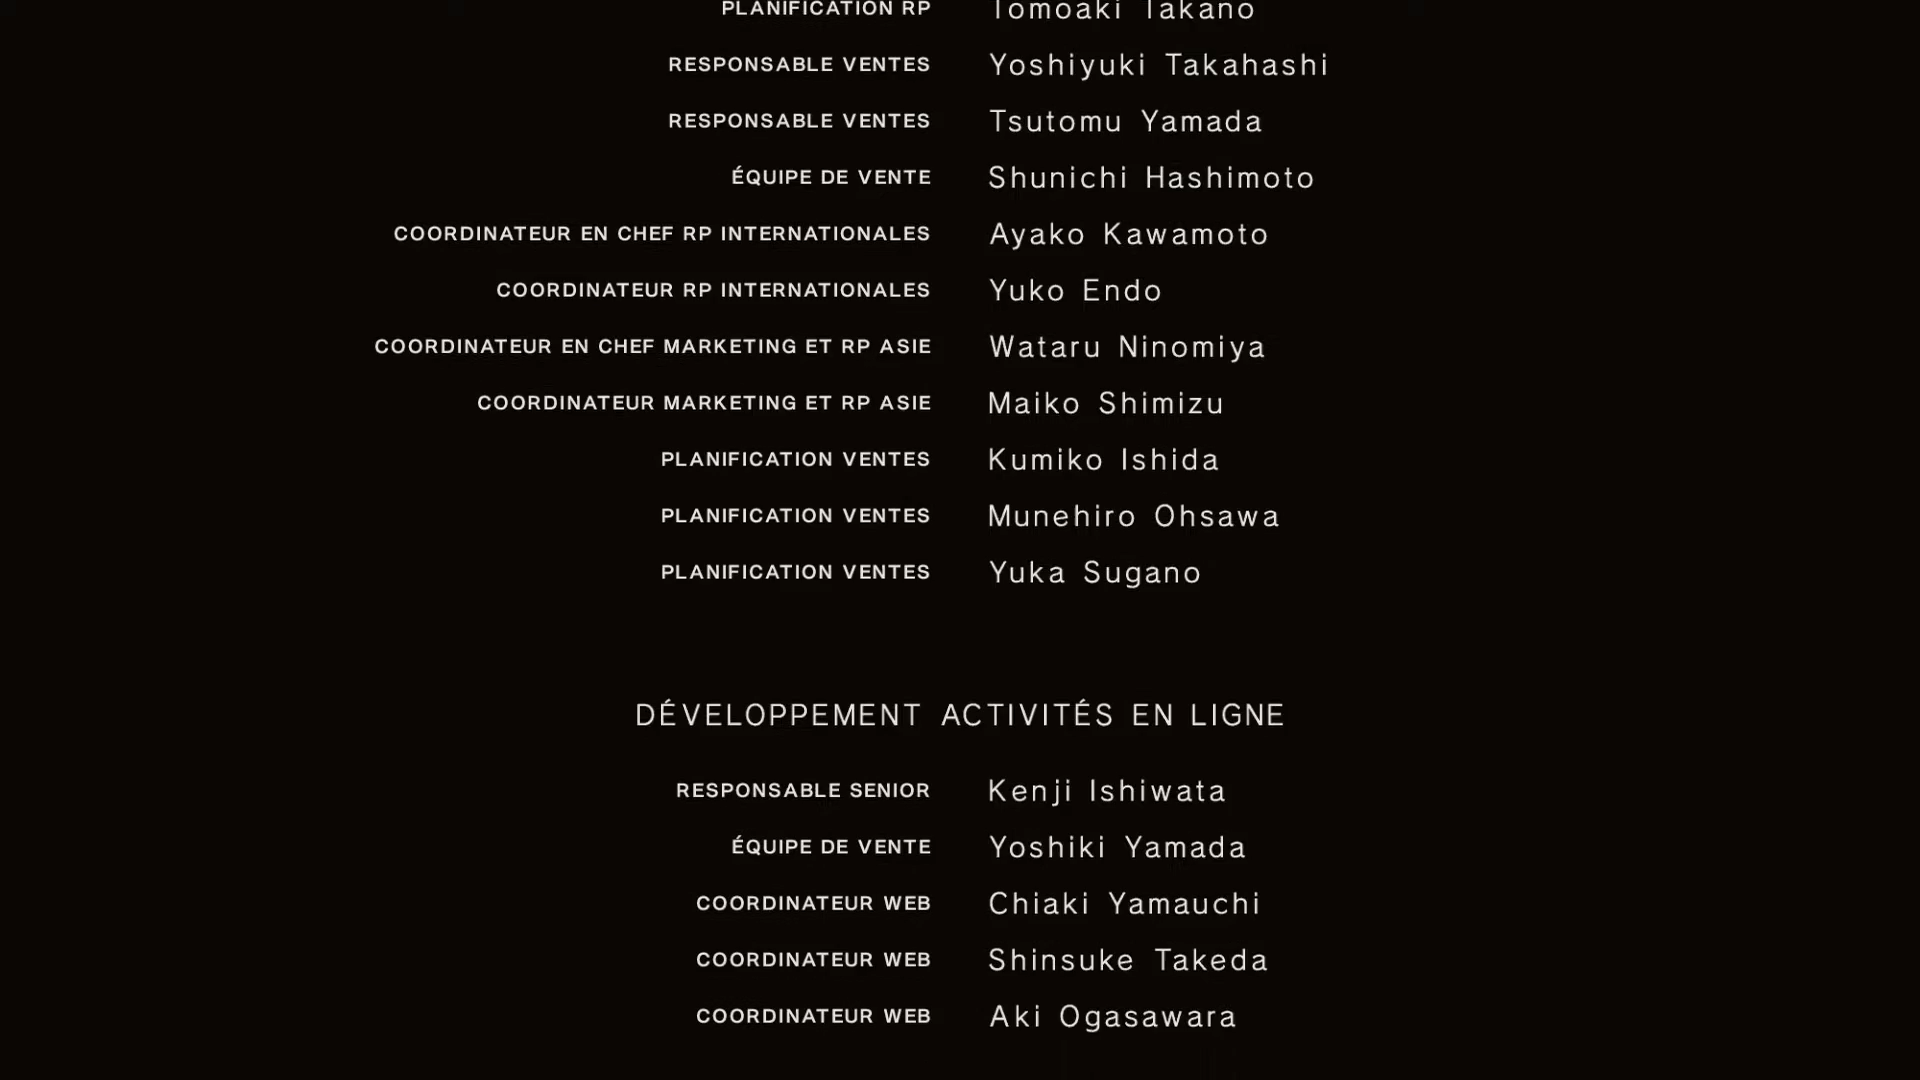 PLANIFICATION RP Tomoaki Takano
RESPONSABLE VENTES Yoshiyuki Takahashi
RESPONSABLE VENTES Tsutomu Yamada
ÉQUIPE DE VENTE Shunichi Hashimoto
COORDINATEUR EN CHEF RP INTERNATIONALES Ayako Kawamoto
COORDINATEUR RP INTERNATIONALES Yuko Endo
COORDINATEUR EN CHEF MARKETING ET RP ASIE Wataru Ninomiya
COORDINATEUR MARKETING ET RP ASIE Maiko Shimizu
PLANIFICATION VENTES Kumiko Ishida
PLANIFICATION VENTES Munehiro Ohsawa
PLANIFICATION VENTES Yuka Sugano
DÉVELOPPEMENT ACTIVITÉS EN LIGNE
RESPONSABLE SENIOR Kenji Ishiwata
ÉQUIPE DE VENTE Yoshiki Yamada
COORDINATEUR WEB Chiaki Yamauchi
COORDINATEUR WEB Shinsuke Takeda
COORDINATEUR WEB Aki Ogasawara